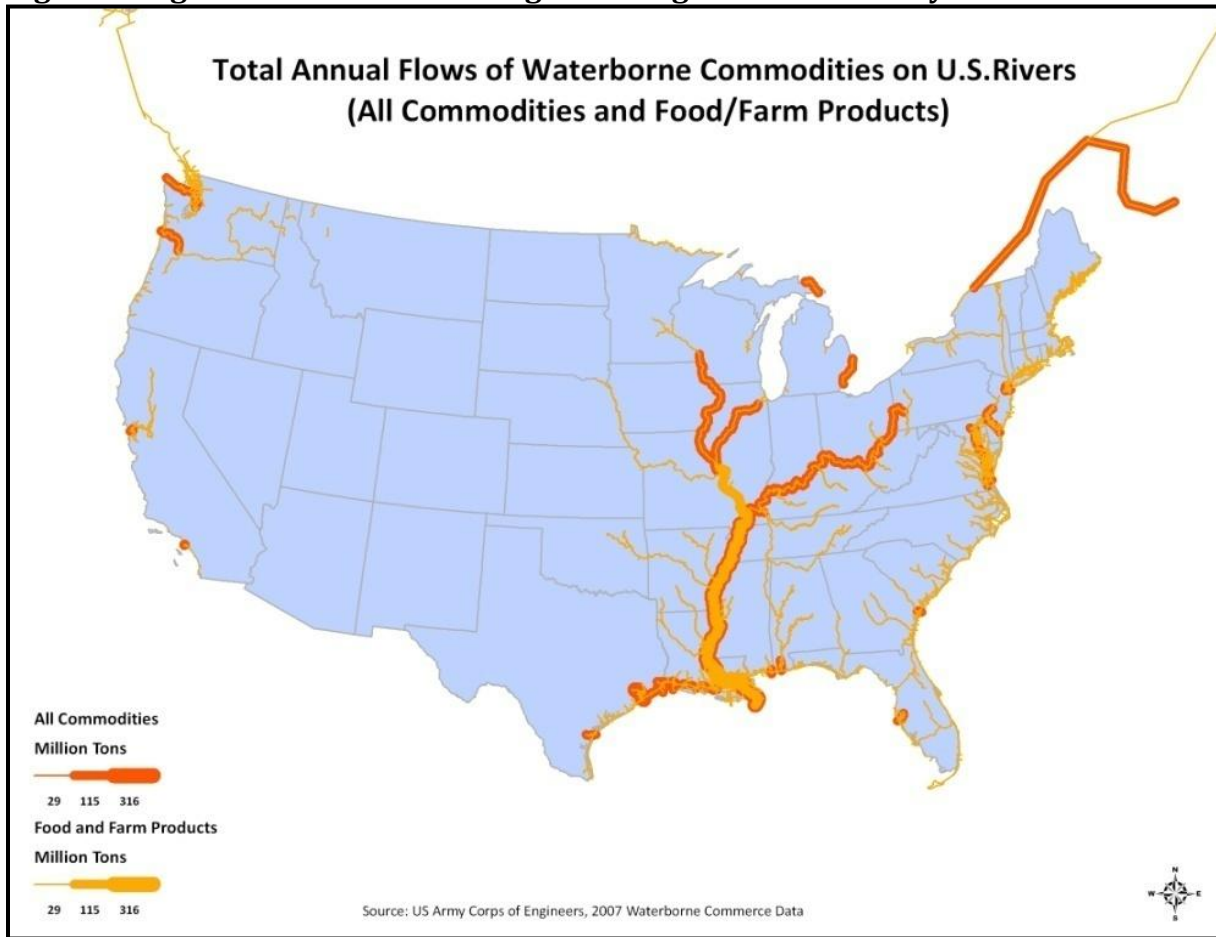 Total Annual Flows of Waterborne Commodities on U.S.Rivers
(All Commodities and Food/Farm Products)
All Commodities
Million Tons
29 115 316
Food and Farm Products
Million Tons
29 115 316
Source: US Army Corps of Engineers, 2007 Waterborne Commerce Data
N
W E
S